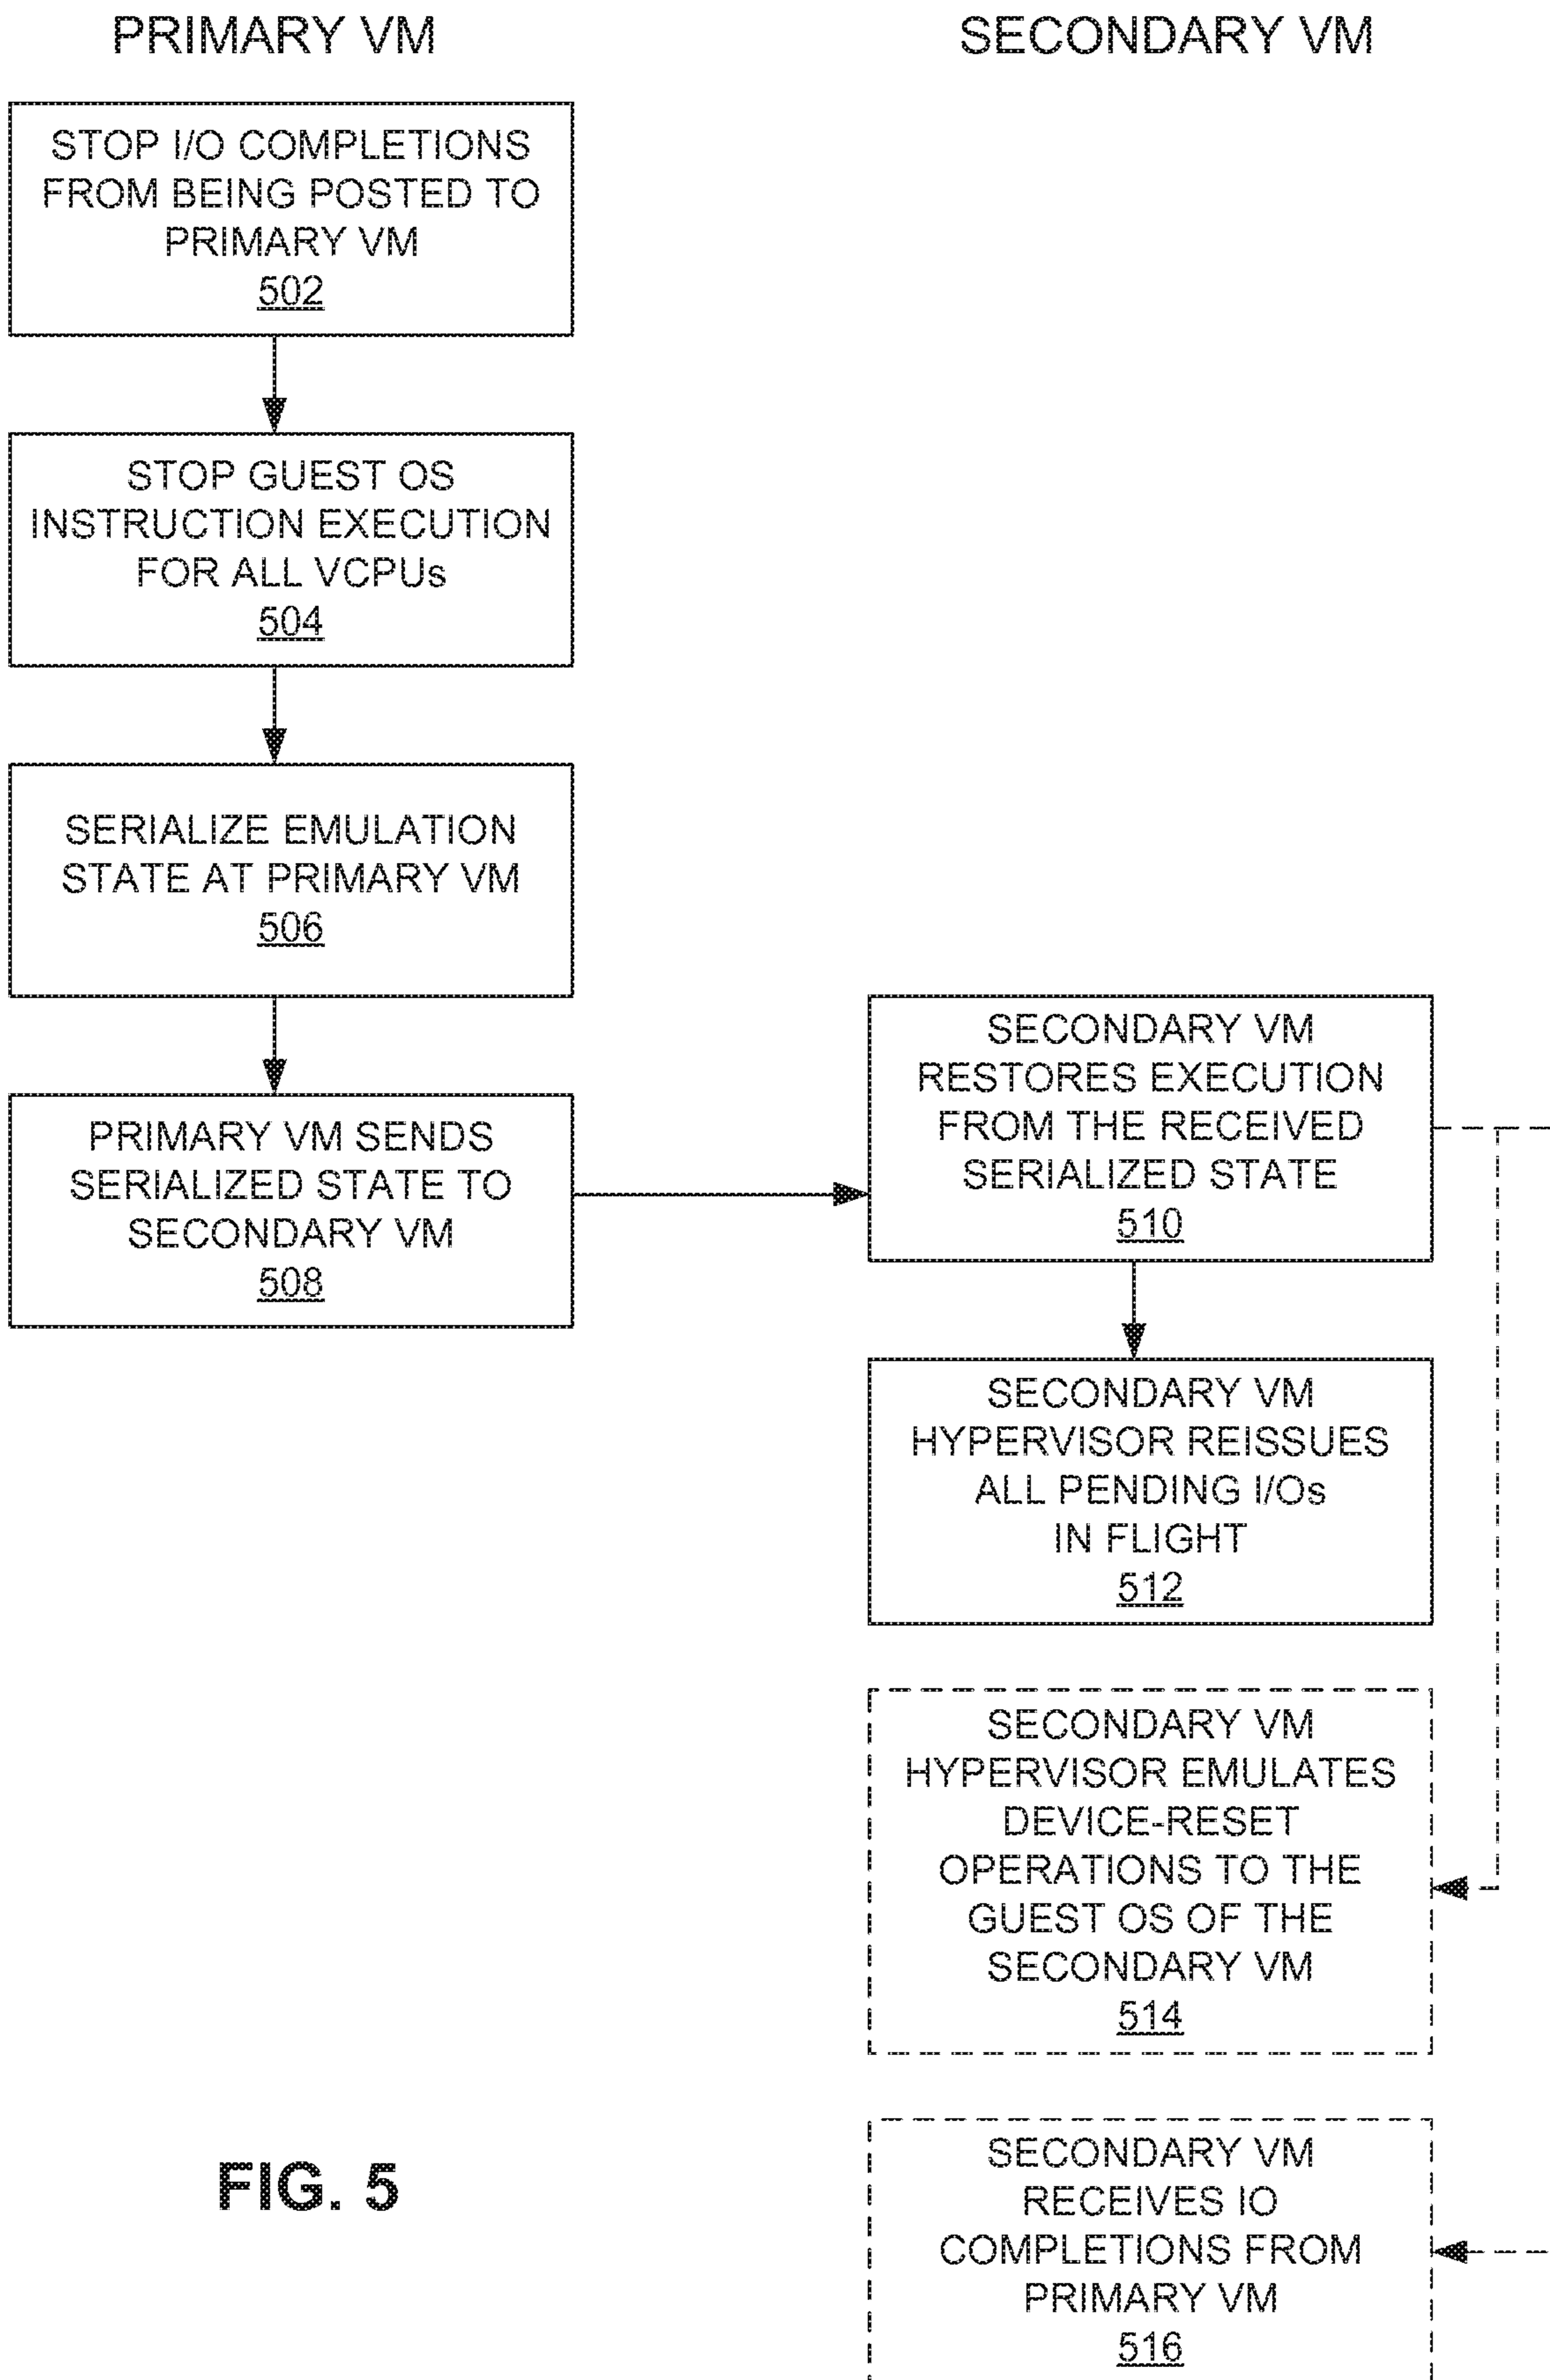 PRIMARY VM
SECONDARY VM
STOP I/O COMPLETIONS
FROM BEING POSTED TO
PRIMARY VM
502
STOP GUEST OS
INSTRUCTION EXECUTION
FOR ALL VCPUs
504
SERIALIZE EMULATION
STATE AT PRIMARY VM
506
PRIMARY VM SENDS
SERIALIZED STATE TO
SECONDARY VM
508
SECONDARY VM
RESTORES EXECUTION
FROM THE RECEIVED
SERIALIZED STATE
510
SECONDARY VM
HYPERVISOR REISSUES
ALL PENDING I/Os
IN FLIGHT
512
SECONDARY VM
HYPERVISOR EMULATES
DEVICE-RESET
OPERATIONS TO THE
GUEST OS OF THE
SECONDARY VM
514
SECONDARY VM
RECEIVES IO
COMPLETIONS FROM
PRIMARY VM
516
FIG. 5